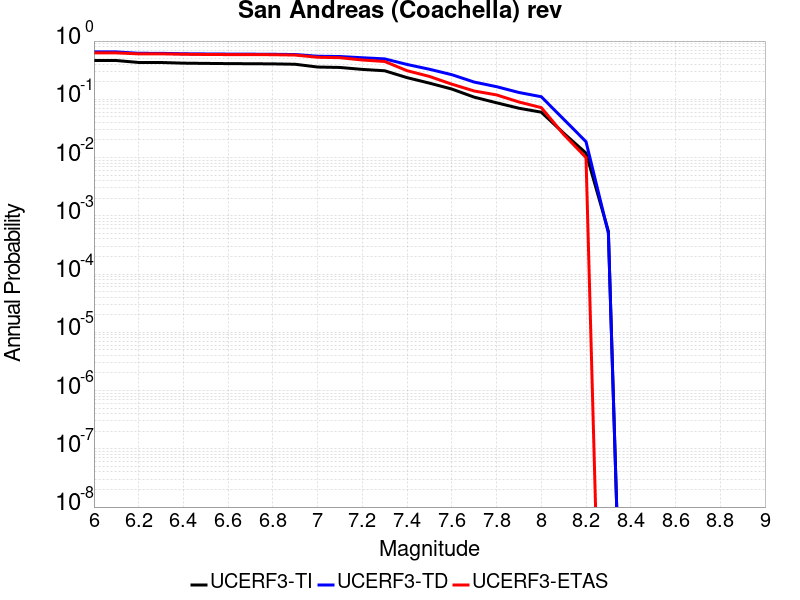 San Andreas (Coachella) rev
10^0
10^-1
10^-2
10^-3
10^-4
10^-5
10^-6
10^-7
10^-8
Annual Probability
6 6.2 6.4 6.6 6.8 7 7.2 7.4 7.6 7.8 8 8.2 8.4 8.6 8.8 9
Magnitude
UCERF3-TI UCERF3-TD UCERF3-ETAS